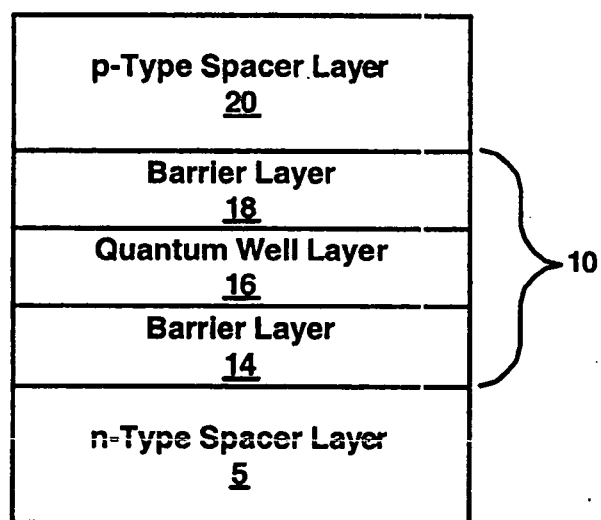 p-Type Spacer Layer
20
Barrier Layer
18
Quantum Well Layer
16
Barrier Layer
14
10
n-Type Spacer Layer
5